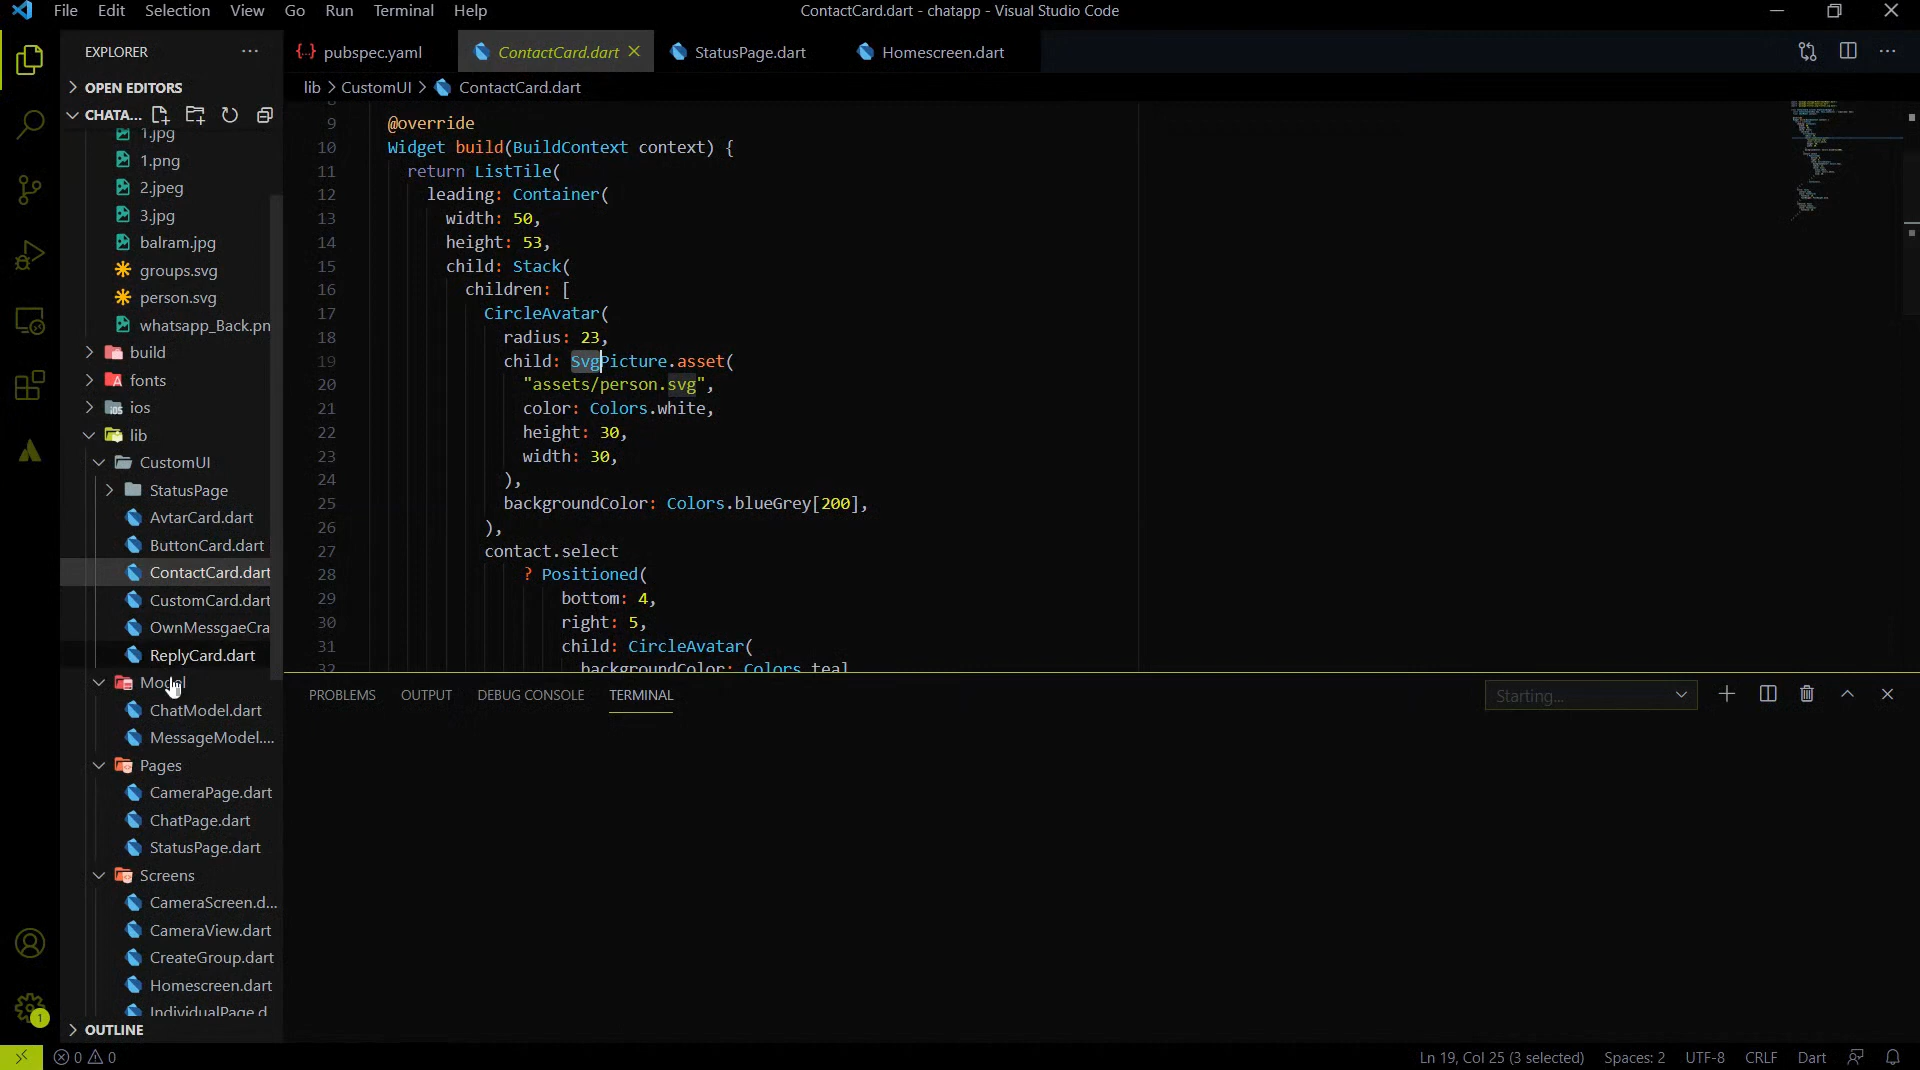 File Edit Selection View Go Run Terminal Help
ContactCard.dart - chatapp - Visual Studio Code
EXPLORER
pubspec.yaml
ContactCard.dart
StatusPage.dart
Homescreen.dart
OPEN EDITORS
CHATA...
1.jpg
1.png
2.jpeg
3.jpg
balram.jpg
groups.svg
person.svg
whatsapp_Back.pn
build
fonts
ios
lib
CustomUI
StatusPage
AvtarCard.dart
ButtonCard.dart
ContactCard.dart
CustomCard.dart
OwnMessgaeCra
ReplyCard.dart
Model
ChatModel.dart
MessageModel....
Pages
CameraPage.dart
ChatPage.dart
StatusPage.dart
Screens
CameraScreen.d...
CameraView.dart
CreateGroup.dart
Homescreen.dart
IndividualPage.d
OUTLINE
lib > CustomUI > ContactCard.dart
8
9 @override
10 Widget build(BuildContext context) {
11 return ListTile(
12 leading: Container(
13 width: 50,
14 height: 53,
15 child: Stack(
16 children: [
17 CircleAvatar(
18 radius: 23,
19 child: SvgPicture.asset(
20 "assets/person.svg",
21 color: Colors.white,
22 height: 30,
23 width: 30,
24 ),
25 backgroundColor: Colors.blueGrey[200],
26 ),
27 contact.select
28 ? Positioned(
29 bottom: 4,
30 right: 5,
31 child: CircleAvatar(
32 backgroundColor: Colors.teal
PROBLEMS OUTPUT DEBUG CONSOLE TERMINAL
Starting...
1
0 0
Ln 19, Col 25 (3 selected) Spaces: 2 UTF-8 CRLF Dart